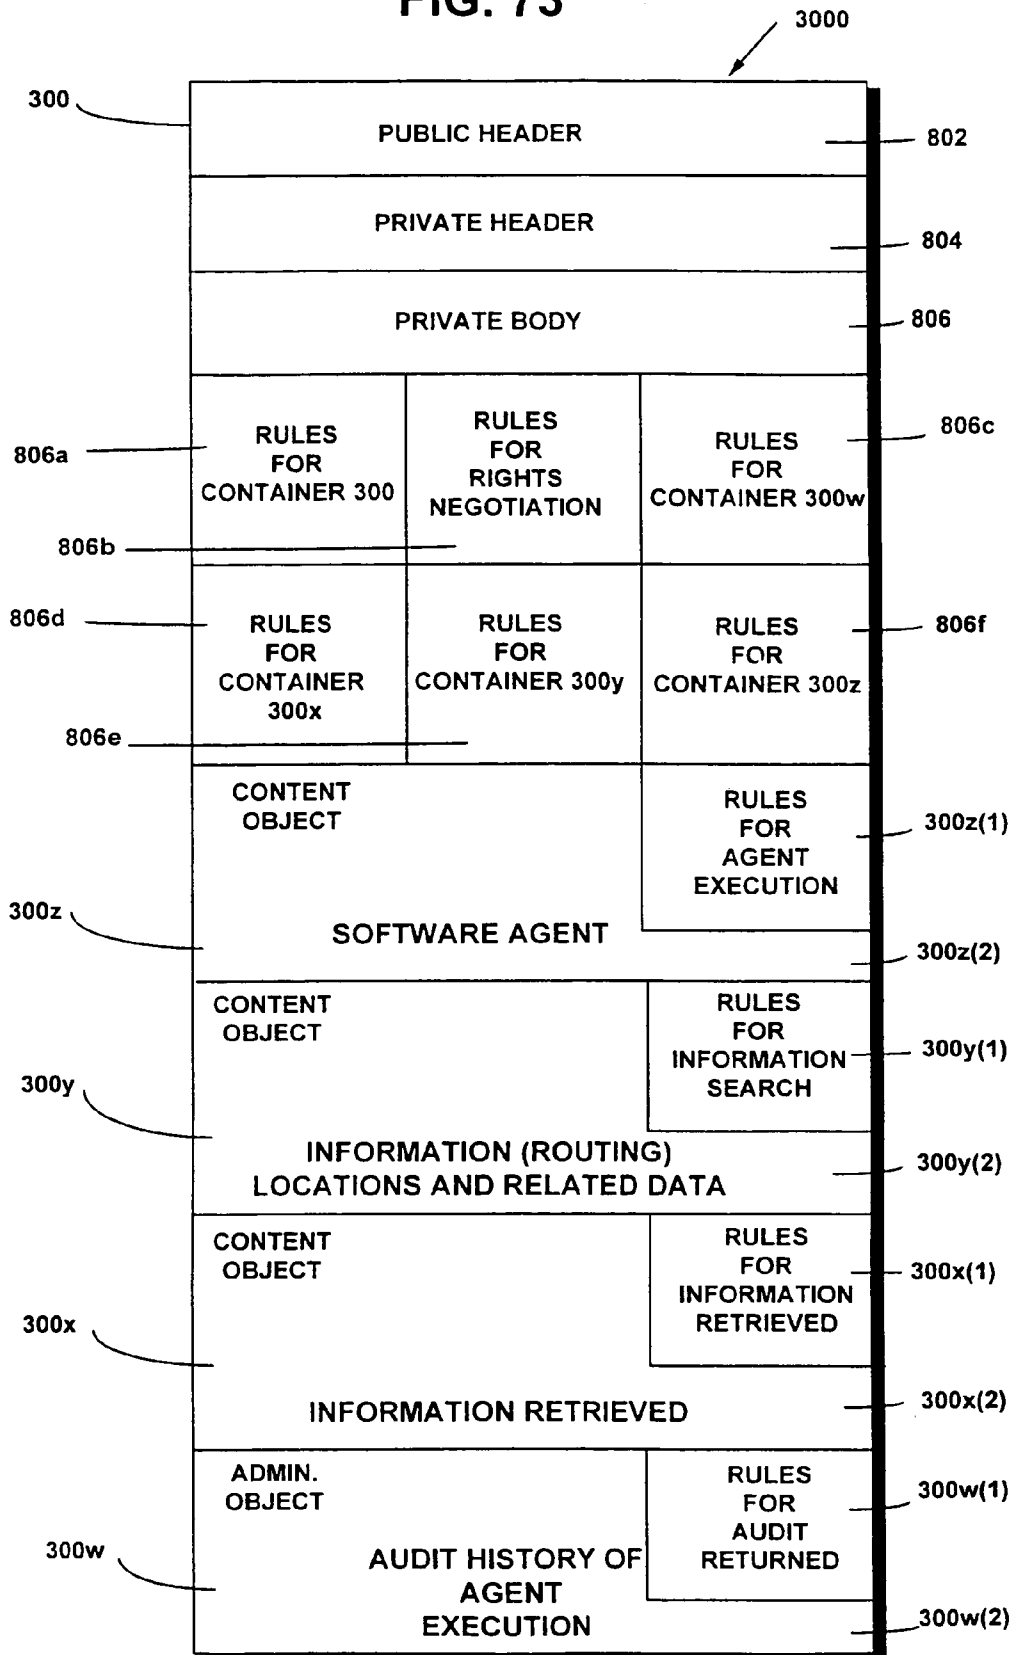 FIG. 73
3000
300
PUBLIC HEADER
802
PRIVATE HEADER
804
PRIVATE BODY
806
806a
RULES
FOR
CONTAINER 300
RULES
FOR
RIGHTS
NEGOTIATION
806b
RULES
FOR
CONTAINER 300w
806c
806d
RULES
FOR
CONTAINER
300x
RULES
FOR
CONTAINER 300y
806e
RULES
FOR
CONTAINER 300z
806f
CONTENT
OBJECT
RULES
FOR
AGENT
EXECUTION
300z(1)
300z
SOFTWARE AGENT
300z(2)
CONTENT
OBJECT
RULES
FOR
INFORMATION
SEARCH
300y(1)
300y
INFORMATION (ROUTING)
LOCATIONS AND RELATED DATA
300y(2)
CONTENT
OBJECT
RULES
FOR
INFORMATION
RETRIEVED
300x(1)
300x
INFORMATION RETRIEVED
300x(2)
ADMIN.
OBJECT
RULES
FOR
AUDIT
RETURNED
300w(1)
300w
AUDIT HISTORY OF
AGENT
EXECUTION
300w(2)